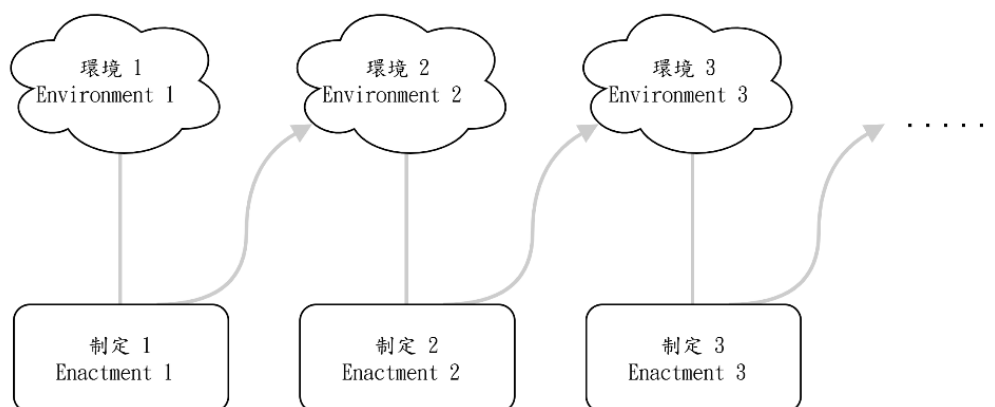 環境 1
Environment 1
環境 2
Environment 2
環境 3
Environment 3
.....
制定 1
Enactment 1
制定 2
Enactment 2
制定 3
Enactment 3